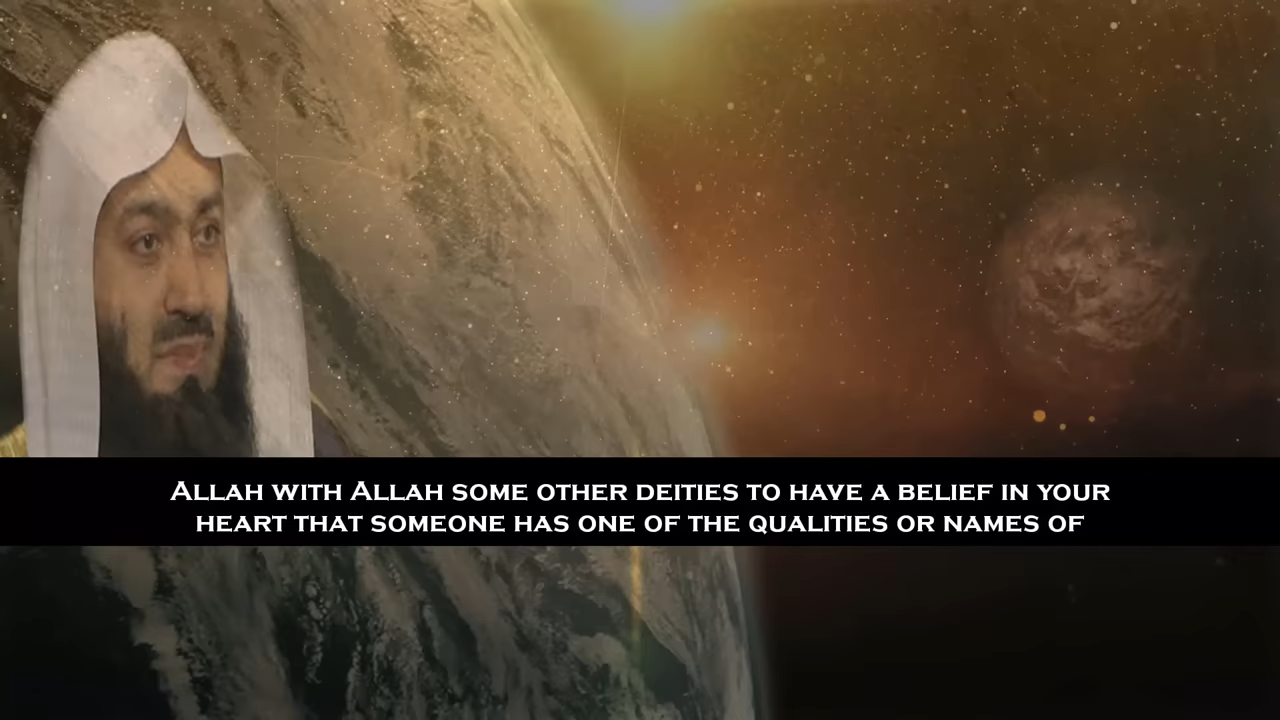 Allah with Allah some other deities to have a belief in your
heart that someone has one of the qualities or names of